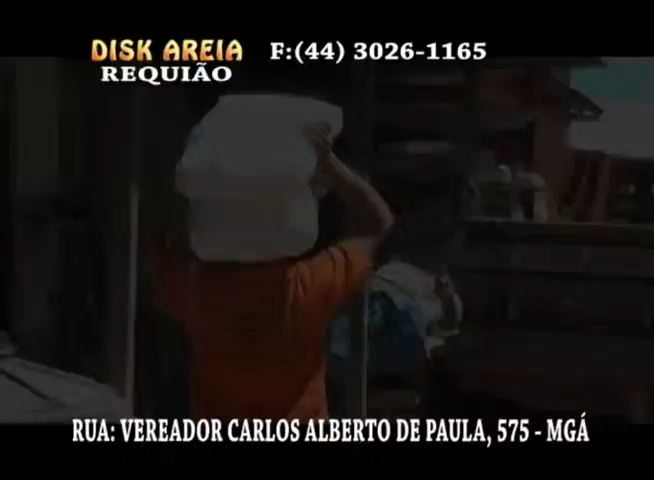 DISK AREIA
REQUIÃO
F:(44) 3026-1165
RUA: VEREADOR CARLOS ALBERTO DE PAULA, 575 - MGÁ